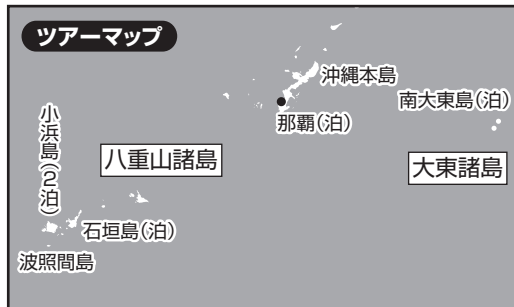 ツアーマップ
沖縄本島
南大東島(泊)
那覇(泊)
小浜島(2泊)
八重山諸島
大東諸島
石垣島(泊)
波照間島